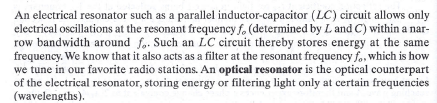 An electrical resonator such as a parallel inductor-capacitor (LC) circuit allows only
electrical oscillations at the resonant frequency fₒ (determined by L and C) within a nar-
row bandwidth around fₒ. Such an LC circuit thereby stores energy at the same
frequency. We know that it also acts as a filter at the resonant frequency fₒ, which is how
we tune in our favorite radio stations. An optical resonator is the optical counterpart
of the electrical resonator, storing energy or filtering light only at certain frequencies
(wavelengths).